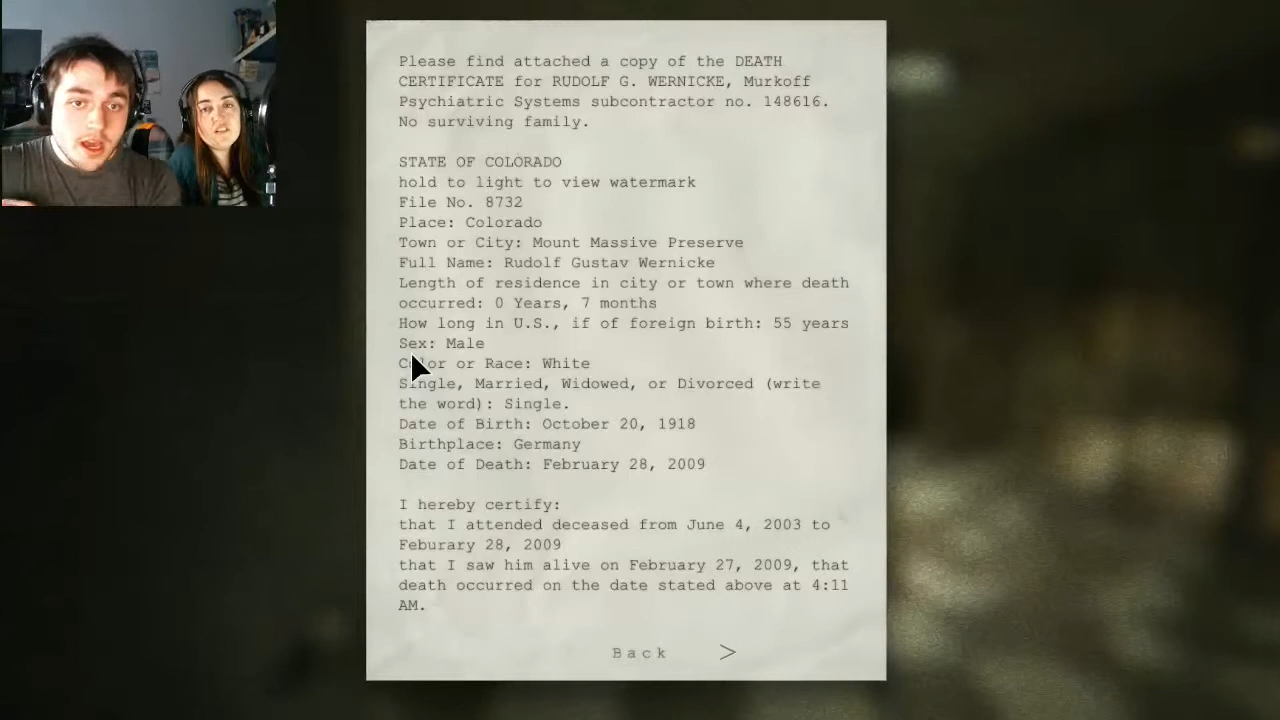 Please find attached a copy of the DEATH
CERTIFICATE for RUDOLF G. WERNICKE, Murkoff
Psychiatric Systems subcontractor no. 148616.
No surviving family.
STATE OF COLORADO
hold to light to view watermark
File No. 8732
Place: Colorado
Town or City: Mount Massive Preserve
Full Name: Rudolf Gustav Wernicke
Length of residence in city or town where death
occurred: 0 Years, 7 months
How long in U.S., if of foreign birth: 55 years
Sex: Male
Color or Race: White
Single, Married, Widowed, or Divorced (write
the word): Single.
Date of Birth: October 20, 1918
Birthplace: Germany
Date of Death: February 28, 2009
I hereby certify:
that I attended deceased from June 4, 2003 to
Feburary 28, 2009
that I saw him alive on February 27, 2009, that
death occurred on the date stated above at 4:11
AM.
Back >